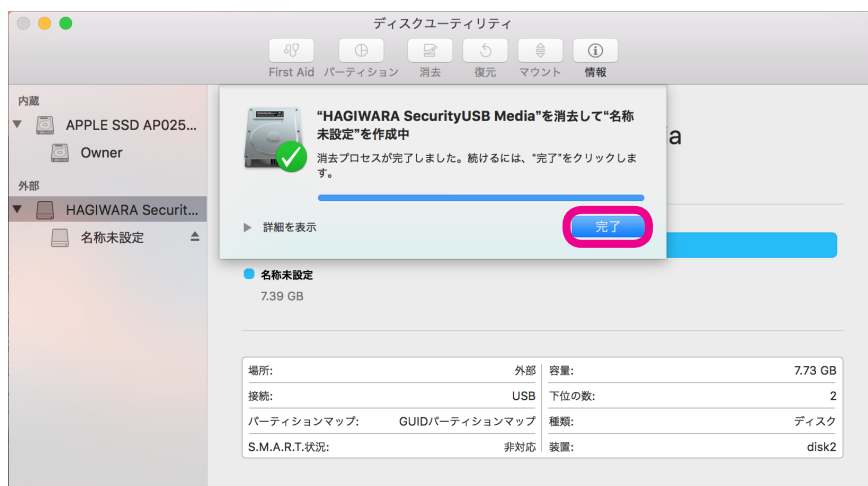 ディスクユーティリティ
First Aid パーティション 消去 復元 マウント 情報
内蔵
APPLE SSD AP025...
Owner
外部
HAGIWARA Securit...
名称未設定
“HAGIWARA SecurityUSB Media”を消去して“名称
未設定”を作成中
消去プロセスが完了しました。続けるには、“完了”をクリックしま
す。
詳細を表示
完了
a
名称未設定
7.39 GB
場所: 外部 容量: 7.73 GB
接続: USB 下位の数: 2
パーティションマップ: GUIDパーティションマップ 種類: ディスク
S.M.A.R.T.状況: 非対応 装置: disk2